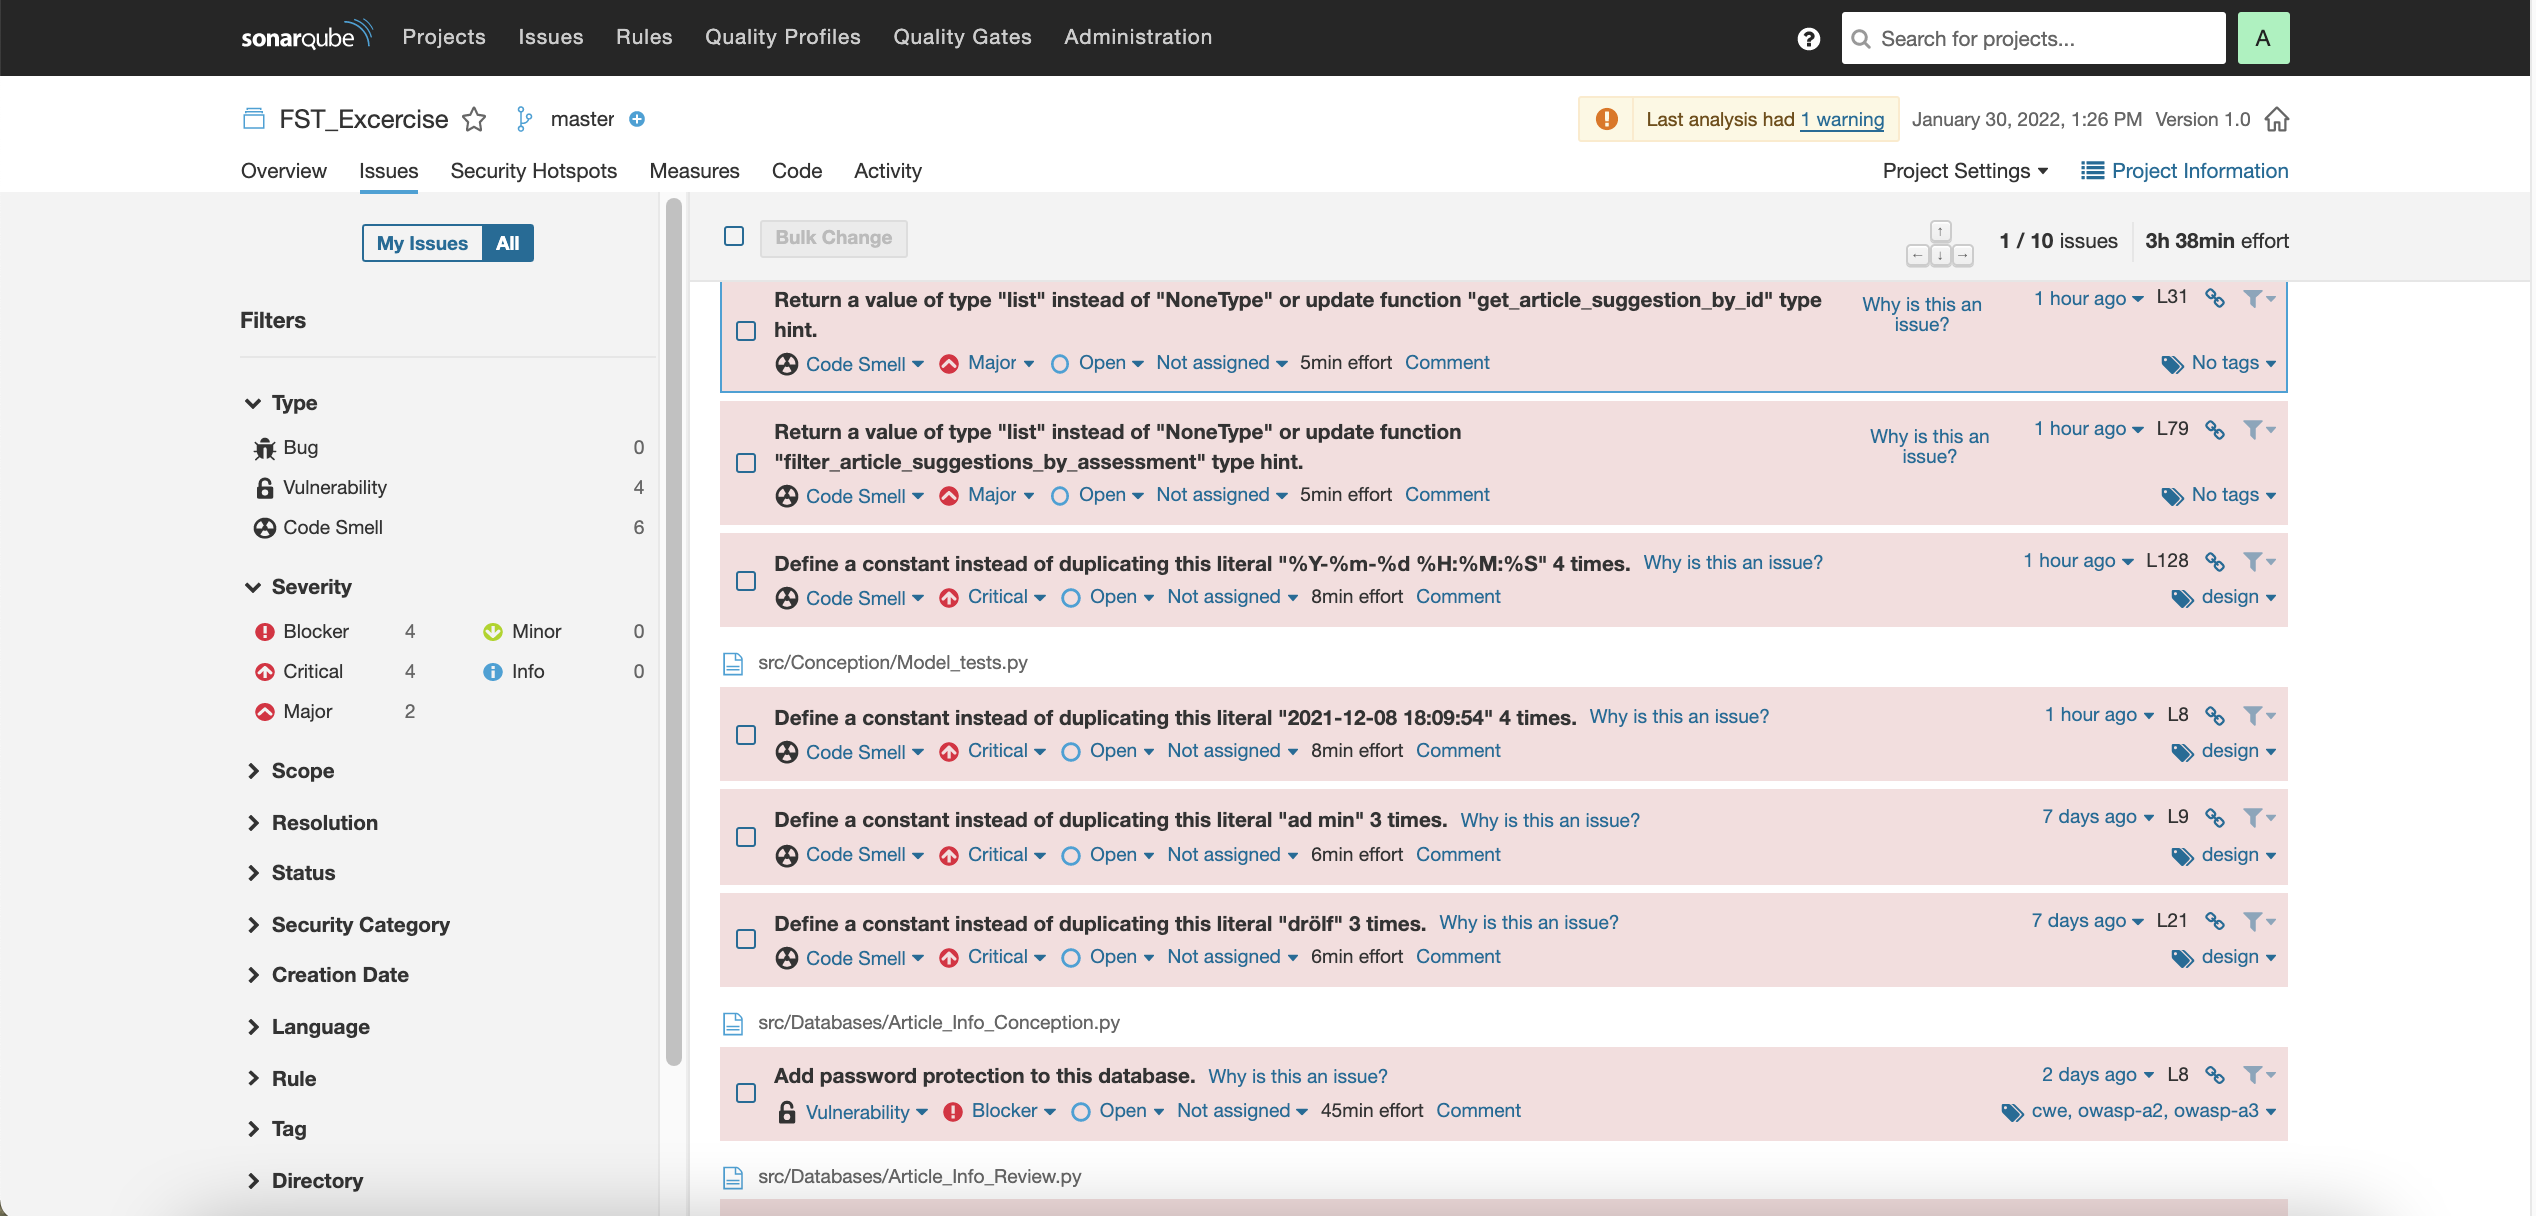 sonarqube Projects Issues Rules Quality Profiles Quality Gates Administration ? Search for projects... A
FST_Excercise master Last analysis had 1 warning January 30, 2022, 1:26 PM Version 1.0
Overview Issues Security Hotspots Measures Code Activity Project Settings Project Information
My Issues All
Filters
Type
Bug 0
Vulnerability 4
Code Smell 6
Severity
Blocker 4 Minor 0
Critical 4 Info 0
Major 2
Scope
Resolution
Status
Security Category
Creation Date
Language
Rule
Tag
Directory
Bulk Change ↑ ← ↓ → 1 / 10 issues 3h 38min effort
Return a value of type "list" instead of "NoneType" or update function "get_article_suggestion_by_id" type
hint.
Why is this an
issue?
1 hour ago L31
Code Smell Major Open Not assigned 5min effort Comment No tags
Return a value of type "list" instead of "NoneType" or update function
"filter_article_suggestions_by_assessment" type hint.
Why is this an
issue?
1 hour ago L79
Code Smell Major Open Not assigned 5min effort Comment No tags
Define a constant instead of duplicating this literal "%Y-%m-%d %H:%M:%S" 4 times. Why is this an issue? 1 hour ago L128
Code Smell Critical Open Not assigned 8min effort Comment design
src/Conception/Model_tests.py
Define a constant instead of duplicating this literal "2021-12-08 18:09:54" 4 times. Why is this an issue? 1 hour ago L8
Code Smell Critical Open Not assigned 8min effort Comment design
Define a constant instead of duplicating this literal "ad min" 3 times. Why is this an issue? 7 days ago L9
Code Smell Critical Open Not assigned 6min effort Comment design
Define a constant instead of duplicating this literal "drölf" 3 times. Why is this an issue? 7 days ago L21
Code Smell Critical Open Not assigned 6min effort Comment design
src/Databases/Article_Info_Conception.py
Add password protection to this database. Why is this an issue? 2 days ago L8
Vulnerability Blocker Open Not assigned 45min effort Comment cwe, owasp-a2, owasp-a3
src/Databases/Article_Info_Review.py